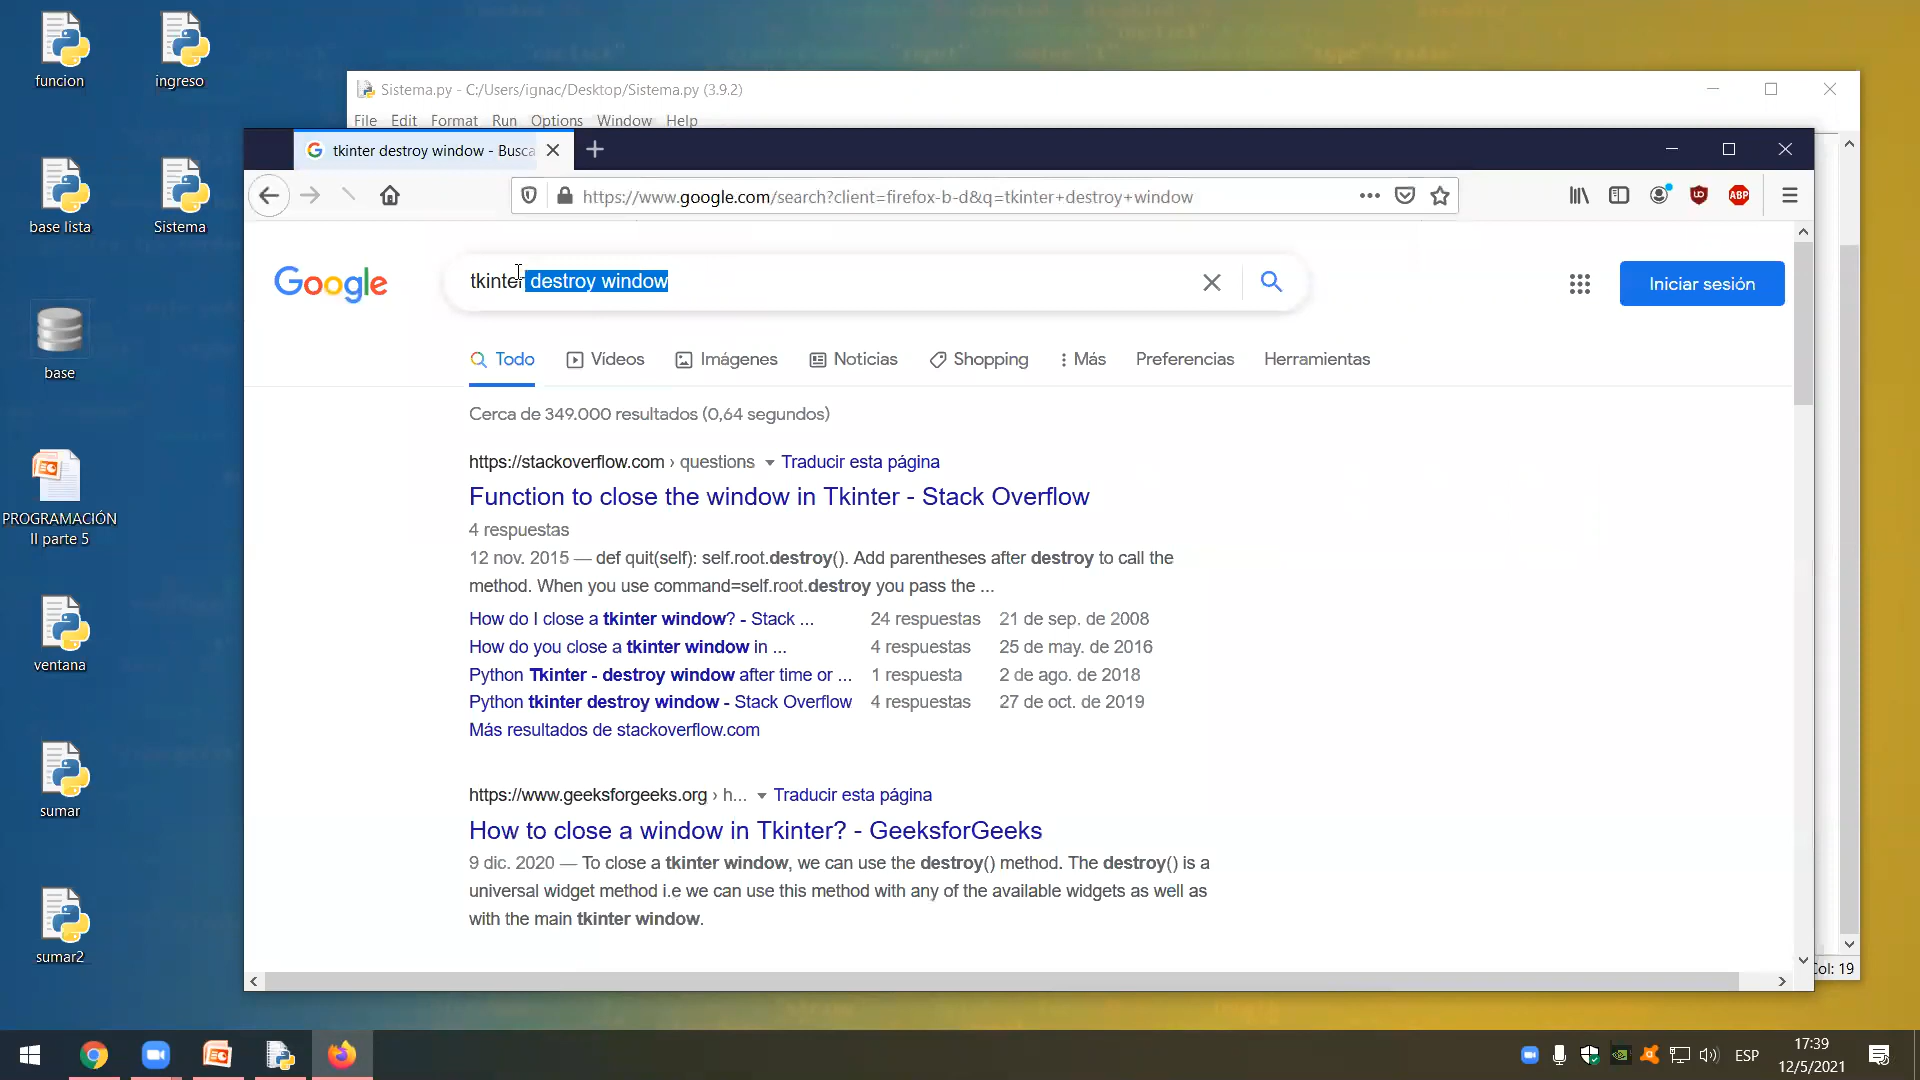 funcion
ingreso
base lista
Sistema
base
PROGRAMACIÓN
II parte 5
ventana
sumar
sumar2
Sistema.py - C:/Users/ignac/Desktop/Sistema.py (3.9.2)
File Edit Format Run Options Window Help
tkinter destroy window - Busca
https://www.google.com/search?client=firefox-b-d&q=tkinter+destroy+window
ABP
Google
tkinter destroy window
Iniciar sesión
Todo Vídeos Imágenes Noticias Shopping Más Preferencias Herramientas
Cerca de 349.000 resultados (0,64 segundos)
https://stackoverflow.com › questions Traducir esta página
Function to close the window in Tkinter - Stack Overflow
4 respuestas
12 nov. 2015 — def quit(self): self.root.destroy(). Add parentheses after destroy to call the
method. When you use command=self.root.destroy you pass the ...
How do I close a tkinter window? - Stack ... 24 respuestas 21 de sep. de 2008
How do you close a tkinter window in ... 4 respuestas 25 de may. de 2016
Python Tkinter - destroy window after time or ... 1 respuesta 2 de ago. de 2018
Python tkinter destroy window - Stack Overflow 4 respuestas 27 de oct. de 2019
Más resultados de stackoverflow.com
https://www.geeksforgeeks.org › h... Traducir esta página
How to close a window in Tkinter? - GeeksforGeeks
9 dic. 2020 — To close a tkinter window, we can use the destroy() method. The destroy() is a
universal widget method i.e we can use this method with any of the available widgets as well as
with the main tkinter window.
Col: 19
ESP
17:39
12/5/2021